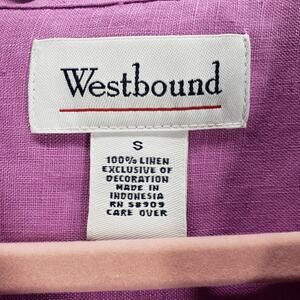 Westbound
S
100% LINEN
EXCLUSIVE OF
DECORATION
MADE IN
INDONESIA
RN 58909
CARE OVER